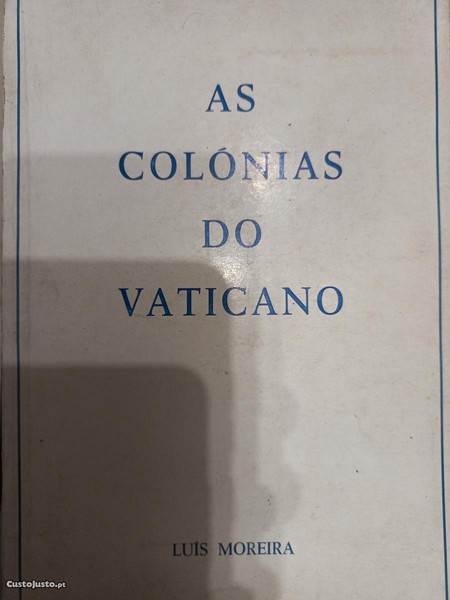 AS
COLÓNIAS
DO
VATICANO
LUÍS MOREIRA
CustoJusto.pt